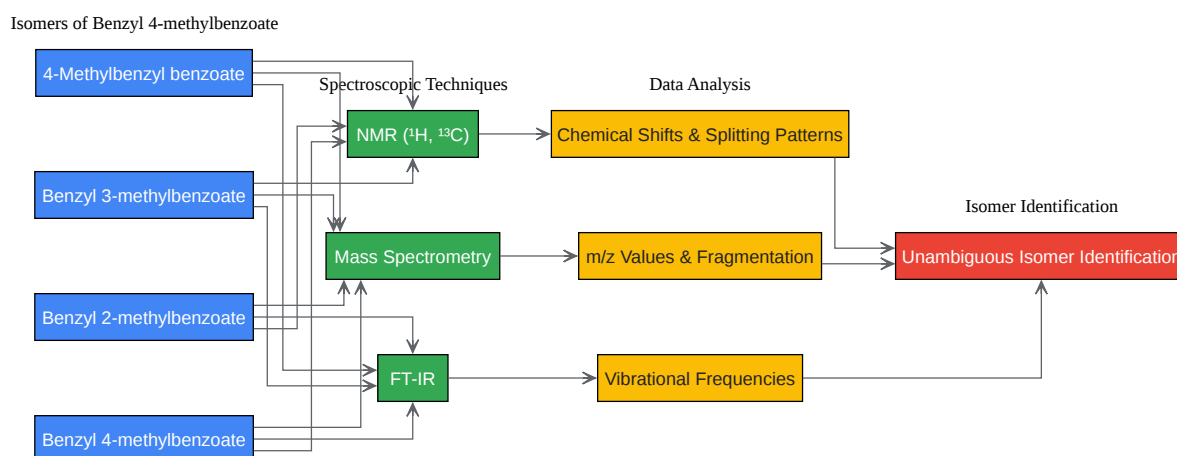 Isomers of Benzyl 4-methylbenzoate
4-Methylbenzyl benzoate
Spectroscopic Techniques
Data Analysis
NMR (¹H, ¹³C)
Chemical Shifts & Splitting Patterns
Benzyl 3-methylbenzoate
Isomer Identification
Mass Spectrometry
m/z Values & Fragmentation
Unambiguous Isomer Identification
Benzyl 2-methylbenzoate
FT-IR
Vibrational Frequencies
Benzyl 4-methylbenzoate